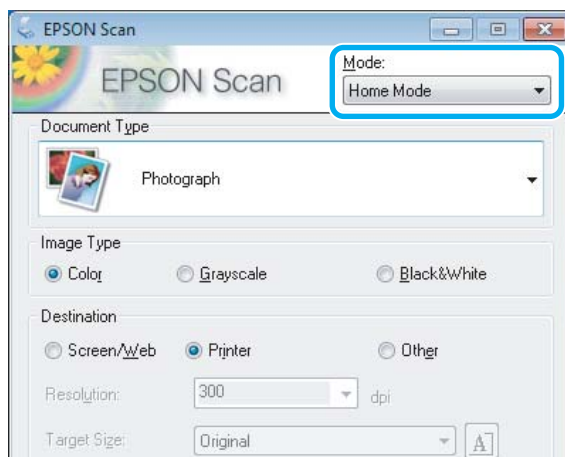 EPSON Scan
EPSON Scan
Mode:
Home Mode
Document Type
Photograph
Image Type
Color Grayscale Black&White
Destination
Screen/Web Printer Other
Resolution: 300 dpi
Target Size: Original A